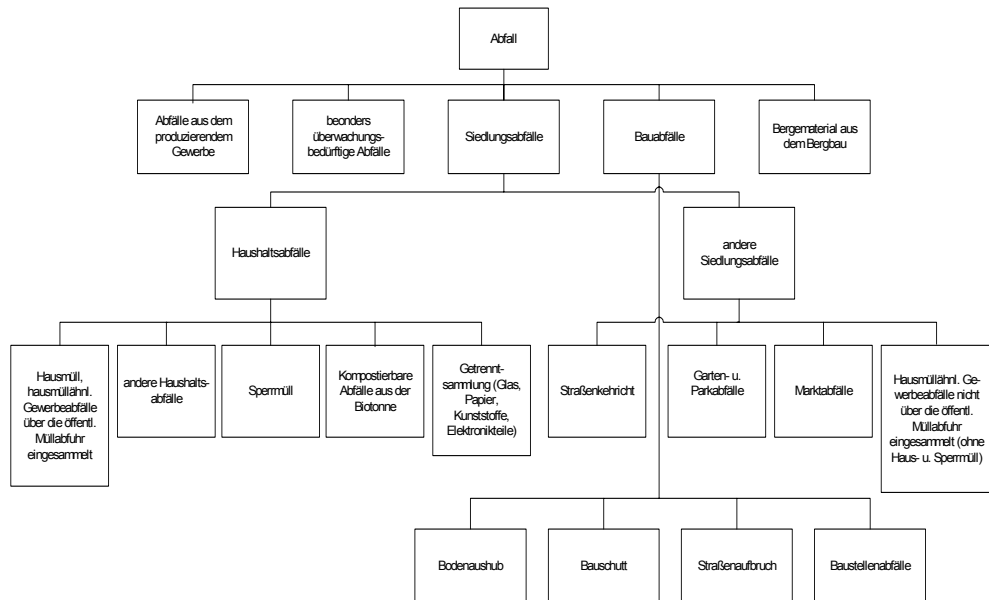 Abfall
Abfälle aus dem
produzierendem
Gewerbe
beonders
überwachungs-
bedürftige Abfälle
Siedlungsabfälle
Bauabfälle
Bergematerial aus
dem Bergbau
Haushaltsabfälle
andere
Siedlungsabfälle
Hausmüll,
hausmüllähnl.
Gewerbeabfälle
über die öffentl.
Müllabfuhr
eingesammelt
andere Haushalts-
abfälle
Sperrmüll
Kompostierbare
Abfälle aus der
Biotonne
Getrennt-
sammlung (Glas,
Papier,
Kunststoffe,
Elektronikteile)
Straßenkehricht
Garten- u.
Parkabfälle
Marktabfälle
Hausmüllähnl. Ge-
werbeabfälle nicht
über die öffentl.
Müllabfuhr
eingesammelt (ohne
Haus- u. Sperrmüll)
Bodenaushub
Bauschutt
Straßenaufbruch
Baustellenabfälle